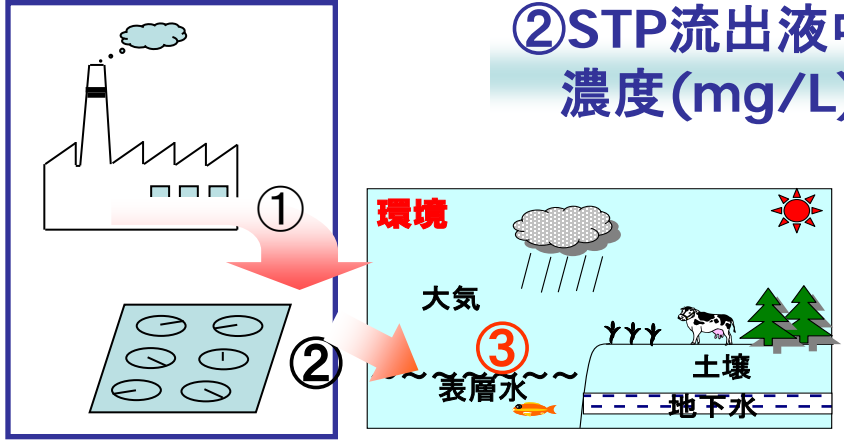 ②STP流出液中
濃度(mg/L)
①
環境
大気
②
③
土壌
表層水
地下水